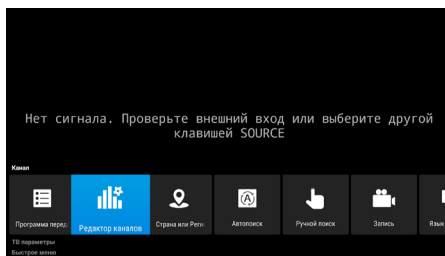 Нет сигнала. Проверьте внешний вход или выберите другой
клавишей SOURCE
Канал
Программа перед
Редактор каналов
Страна или Реги
Автопоиск
Ручной поиск
Запись
Язык
ТВ параметры
Быстрое меню